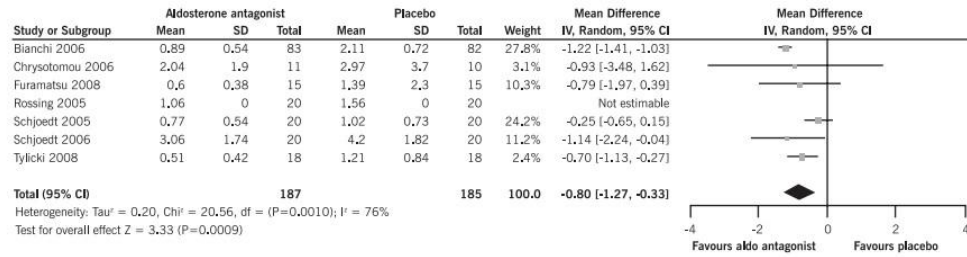 Aldosterone antagonist Placebo Mean Difference Mean Difference
Study or Subgroup Mean SD Total Mean SD Total Weight IV, Random, 95% CI IV, Random, 95% CI
Bianchi 2006 0.89 0.54 83 2.11 0.72 82 27.8% -1.22 [-1.41, -1.03]
Chrysotomou 2006 2.04 1.9 11 2.97 3.7 10 3.1% -0.93 [-3.48, 1.62]
Furamatsu 2008 0.6 0.38 15 1.39 2.3 15 10.3% -0.79 [-1.97, 0.39]
Rossing 2005 1.06 0 20 1.56 0 20 Not estimable
Schjoedt 2005 0.77 0.54 20 1.02 0.73 20 24.2% -0.25 [-0.65, 0.15]
Schjoedt 2006 3.06 1.74 20 4.2 1.82 20 11.2% -1.14 [-2.24, -0.04]
Tylicki 2008 0.51 0.42 18 1.21 0.84 18 2.4% -0.70 [-1.13, -0.27]
Total (95% CI) 187 185 100.0 -0.80 [-1.27, -0.33]
Heterogeneity: Tauʳ = 0.20, Chiʳ = 20.56, df = (P=0.0010); Iʳ = 76%
Test for overall effect Z = 3.33 (P=0.0009)
-4 -2 0 2 4
Favours aldo antagonist Favours placebo